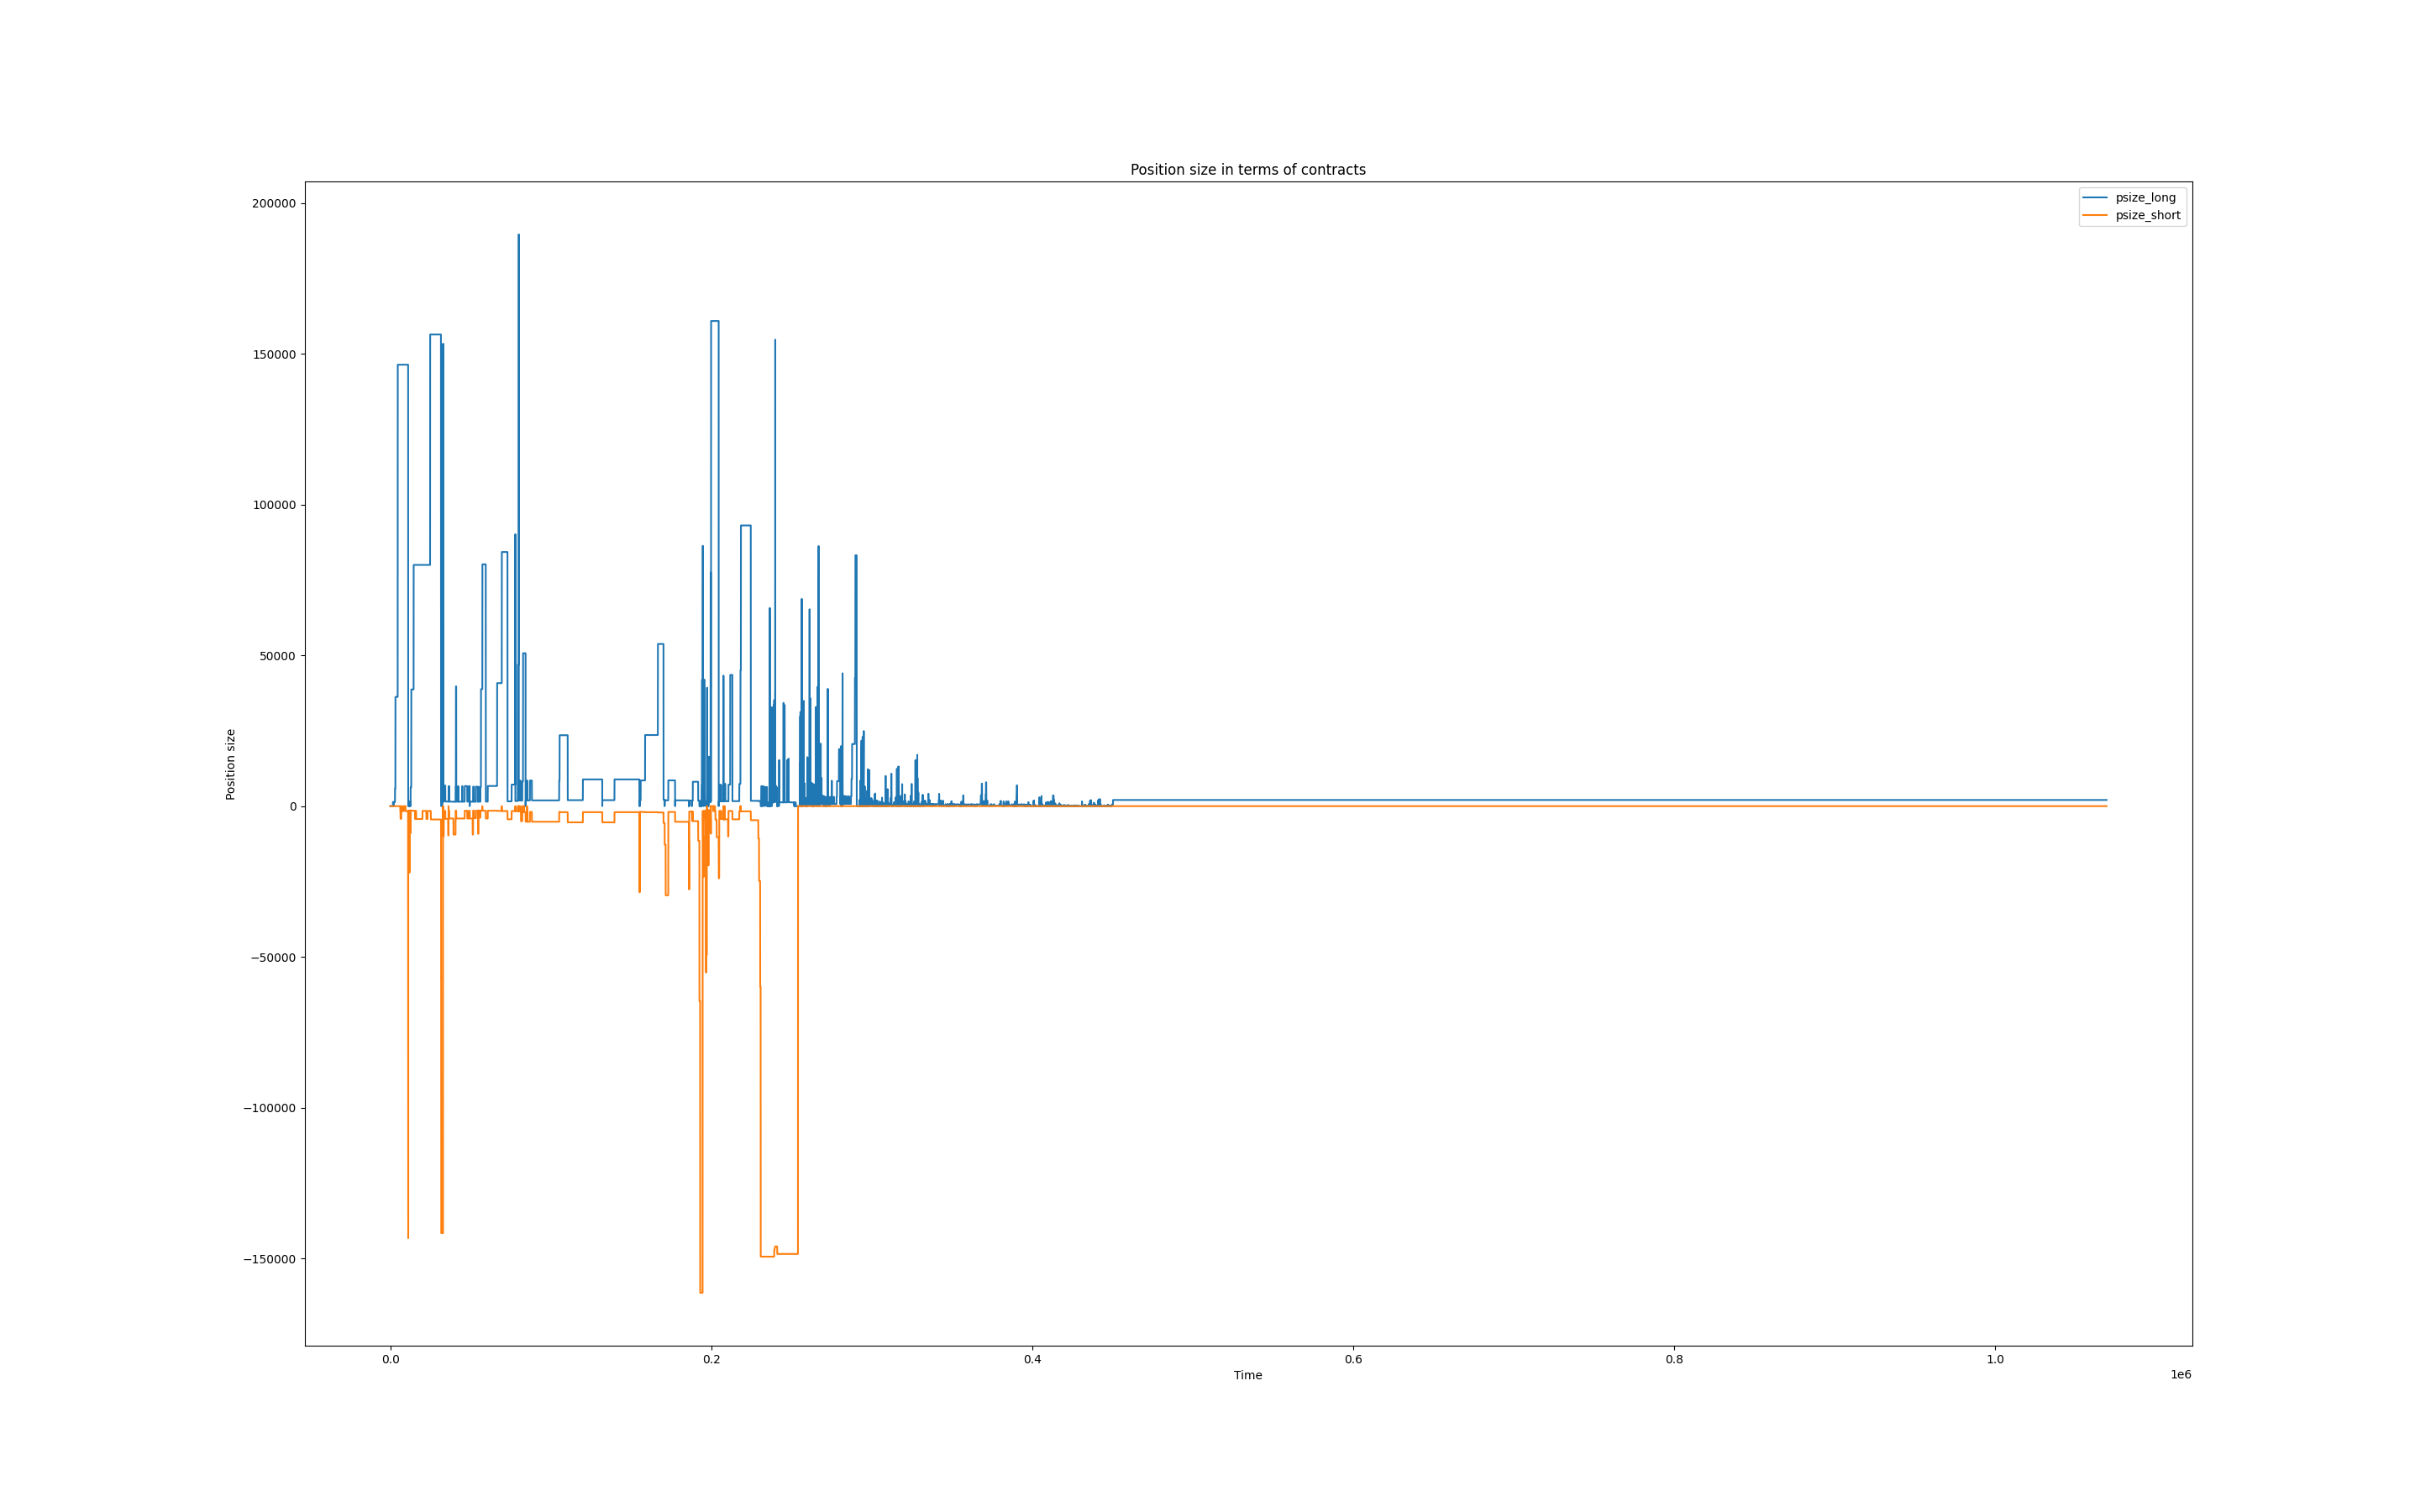 Position size in terms of contracts
psize_long
psize_short
200000
150000
100000
50000
0
−50000
−100000
−150000
Position size
0.0 0.2 0.4 0.6 0.8 1.0
Time
1e6